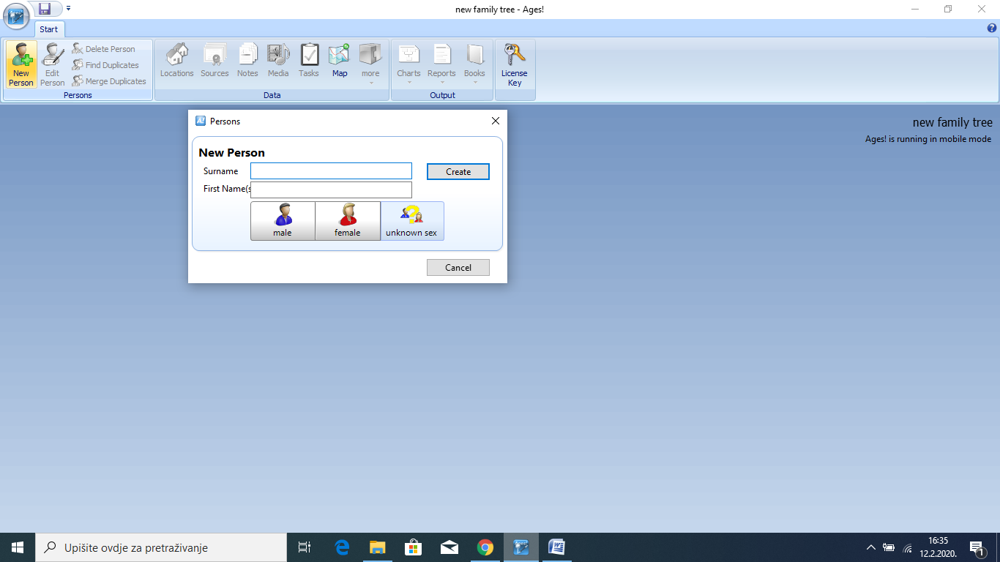 new family tree - Ages!
Start
New Person
Edit Person
Delete Person
Find Duplicates
Merge Duplicates
Persons
Locations
Sources
Notes
Media
Tasks
Map
more
Data
Charts
Reports
Books
Output
License Key
new family tree
Ages! is running in mobile mode
Persons
New Person
Surname
Create
First Name(s
male
female
unknown sex
Cancel
Upišite ovdje za pretraživanje
16:35
12.2.2020.
1